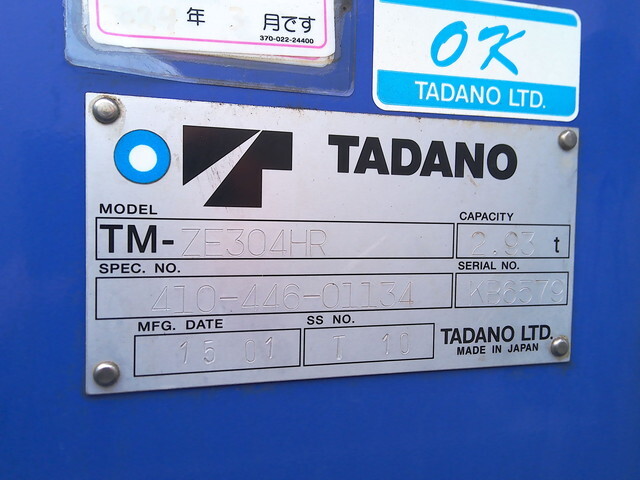 年 月です
370-022-24400
OK
TADANO LTD.
TADANO
MODEL
TM-ZE304HR
CAPACITY
2.93 t
SPEC. NO.
410-446-01134
SERIAL NO.
KB6579
MFG. DATE
15 01
SS NO.
T 10
TADANO LTD.
MADE IN JAPAN